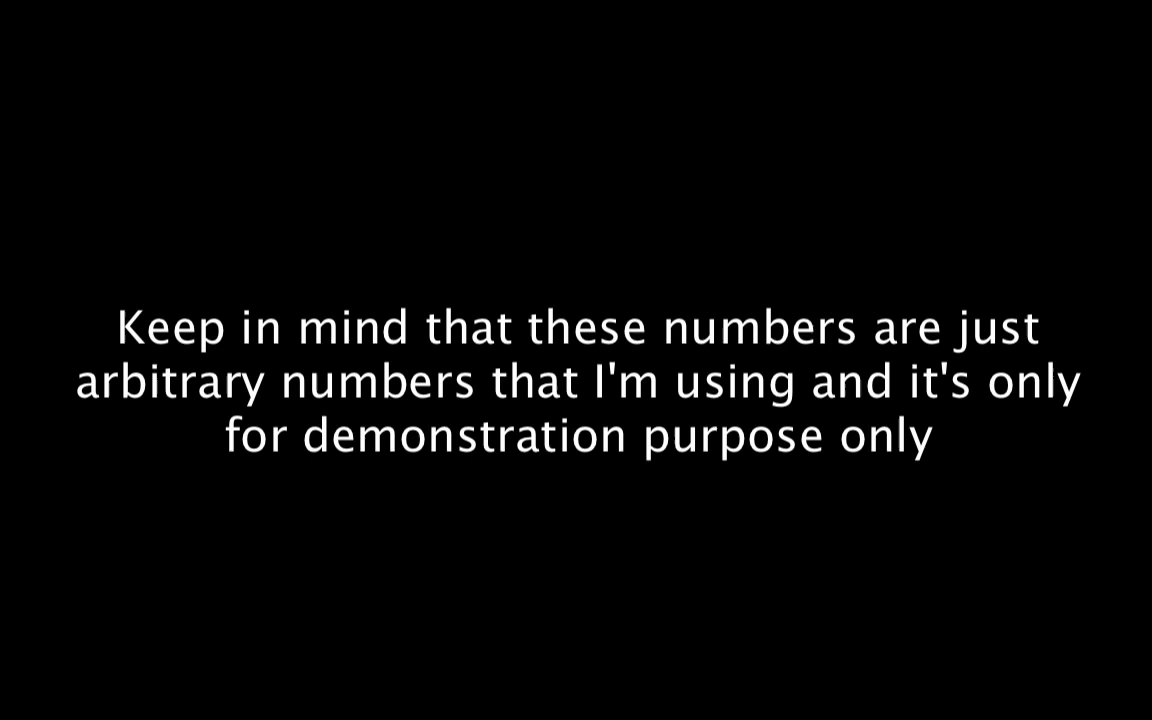 Keep in mind that these numbers are just
arbitrary numbers that I'm using and it's only
for demonstration purpose only